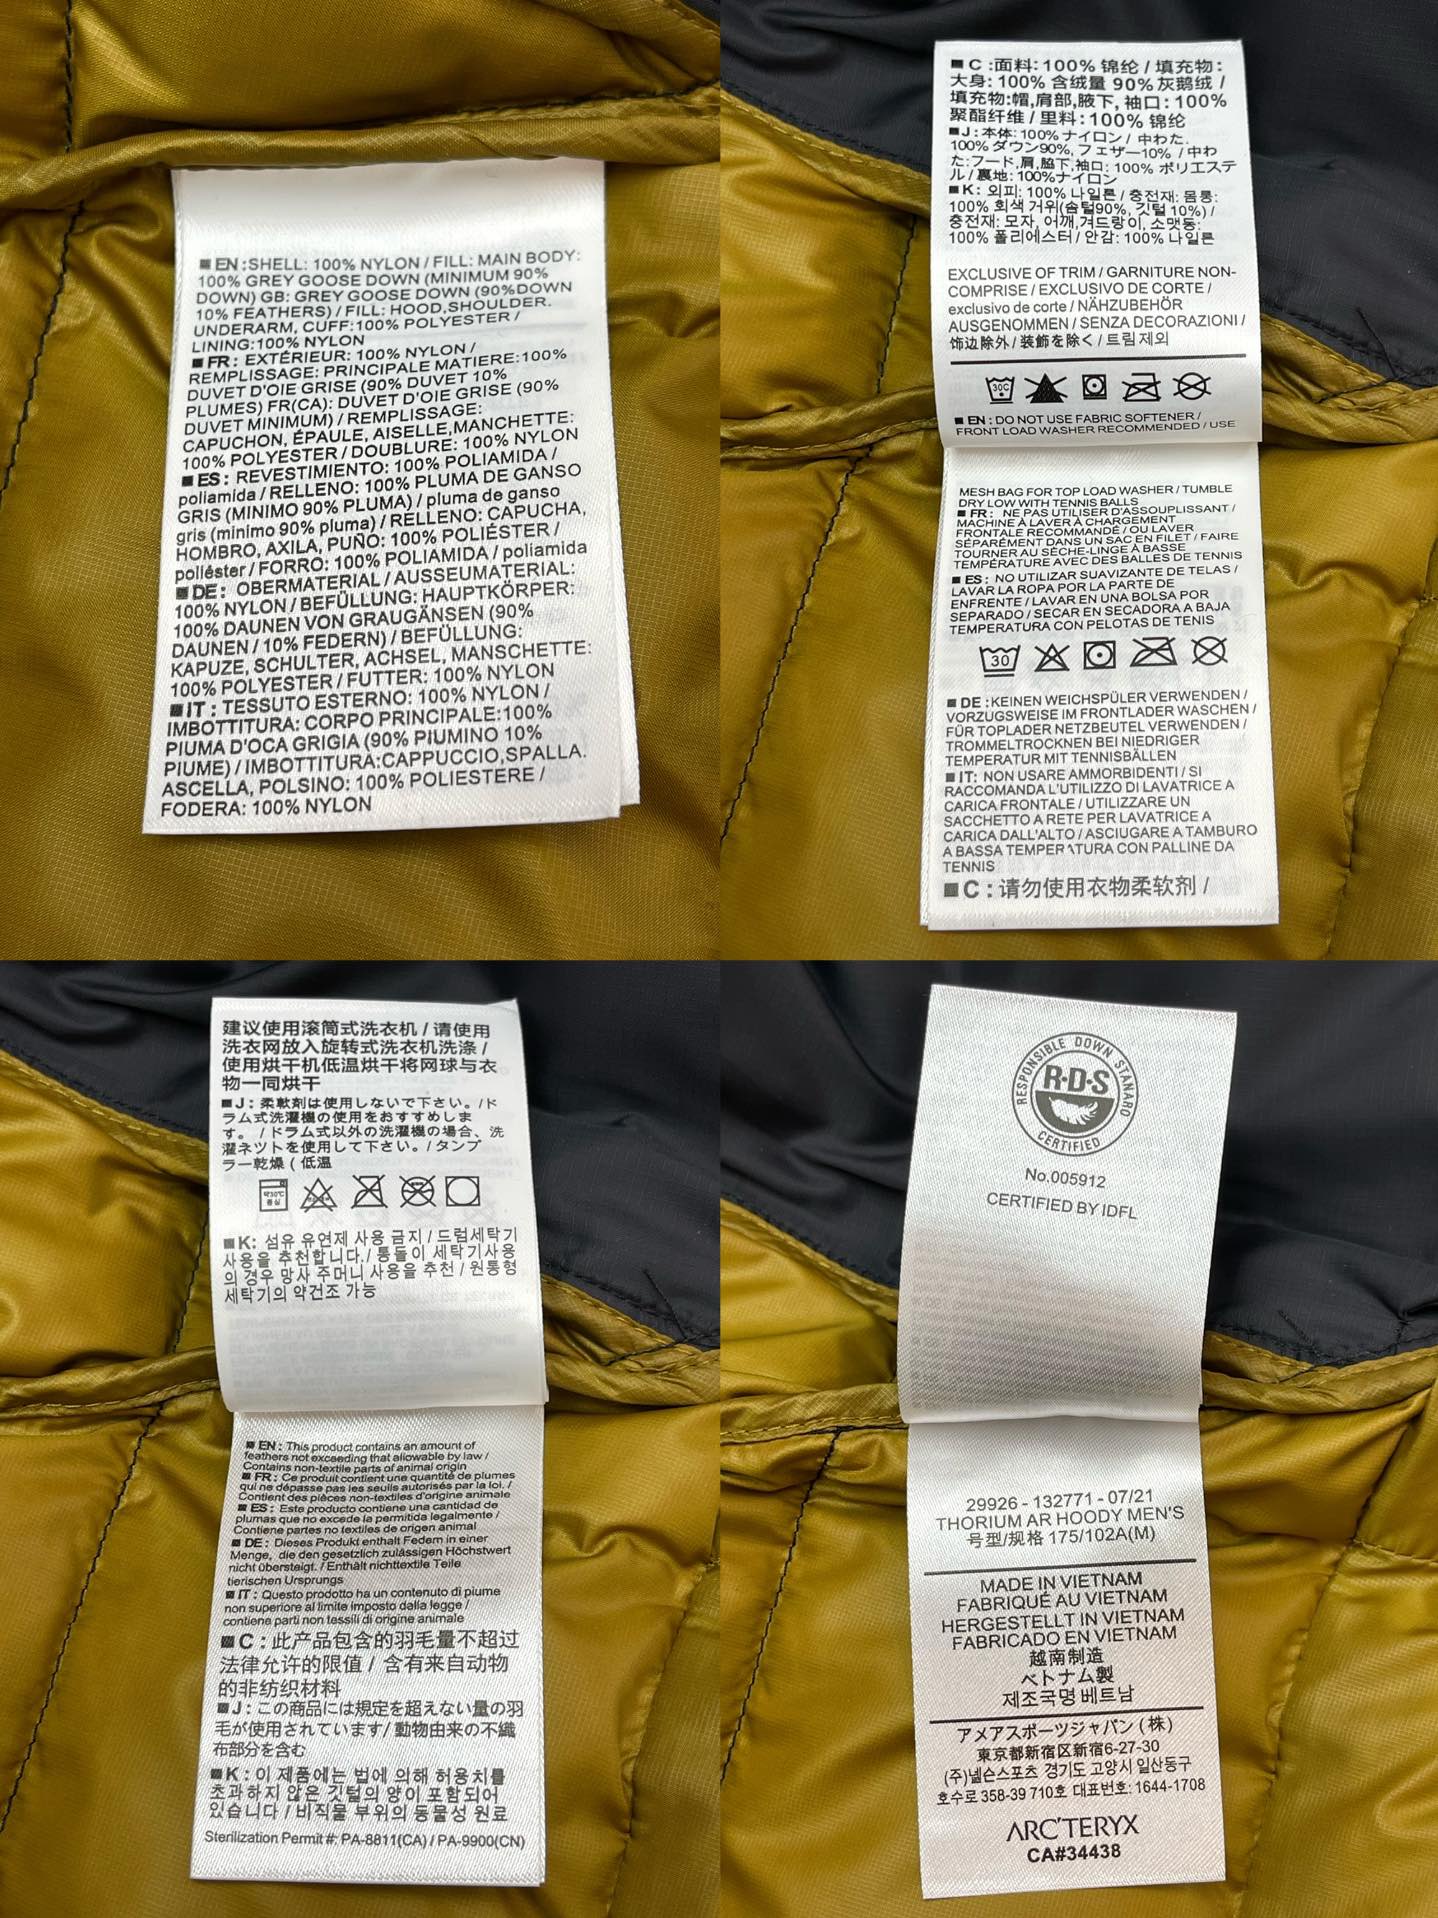 ■ EN :SHELL: 100% NYLON / FILL: MAIN BODY:
100% GREY GOOSE DOWN (MINIMUM 90%
DOWN) GB: GREY GOOSE DOWN (90%DOWN
10% FEATHERS) / FILL: HOOD,SHOULDER.
UNDERARM, CUFF:100% POLYESTER /
LINING:100% NYLON
■ FR : EXTÉRIEUR: 100% NYLON /
REMPLISSAGE: PRINCIPALE MATIERE:100%
DUVET D'OIE GRISE (90% DUVET 10%
PLUMES) FR(CA): DUVET D'OIE GRISE (90%
DUVET MINIMUM) / REMPLISSAGE:
CAPUCHON, ÉPAULE, AISELLE,MANCHETTE:
100% POLYESTER / DOUBLURE: 100% NYLON
■ ES : REVESTIMIENTO: 100% POLIAMIDA /
poliamida / RELLENO: 100% PLUMA DE GANSO
GRIS (MINIMO 90% PLUMA) / pluma de ganso
gris (minimo 90% pluma) / RELLENO: CAPUCHA,
HOMBRO, AXILA, PUÑO: 100% POLIÉSTER /
poliéster / FORRO: 100% POLIAMIDA / poliamida
■ DE : OBERMATERIAL / AUSSEUMATERIAL:
100% NYLON / BEFÜLLUNG: HAUPTKÖRPER:
100% DAUNEN VON GRAUGÄNSEN (90%
DAUNEN / 10% FEDERN) / BEFÜLLUNG:
KAPUZE, SCHULTER, ACHSEL, MANSCHETTE:
100% POLYESTER / FUTTER: 100% NYLON
■ IT : TESSUTO ESTERNO: 100% NYLON /
IMBOTTITURA: CORPO PRINCIPALE:100%
PIUMA D'OCA GRIGIA (90% PIUMINO 10%
PIUME) / IMBOTTITURA:CAPPUCCIO,SPALLA.
ASCELLA, POLSINO: 100% POLIESTERE /
FODERA: 100% NYLON
■ C :面料: 100% 锦纶 / 填充物:
大身: 100% 含绒量 90% 灰鹅绒 /
填充物:帽,肩部,腋下, 袖口: 100%
聚酯纤维 / 里料: 100% 锦纶
■ J : 本体: 100% ナイロン / 中わた.
100% ダウン90%, フェザー10% / 中わ
た:フード,肩,脇下,袖口: 100% ポリエステ
ル / 裏地: 100%ナイロン
■ K : 외피: 100% 나일론 / 충전재: 몸통:
100% 회색 거위(솜털90%, 깃털 10%) /
충전재: 모자, 어깨,겨드랑이, 소맷동:
100% 폴리에스터 / 안감: 100% 나일론
EXCLUSIVE OF TRIM / GARNITURE NON-
COMPRISE / EXCLUSIVO DE CORTE /
exclusivo de corte / NÄHZUBEHÖR
AUSGENOMMEN / SENZA DECORAZIONI /
饰边除外 / 装飾を除く / 트림 제외
30C
■ EN : DO NOT USE FABRIC SOFTENER /
FRONT LOAD WASHER RECOMMENDED / USE
MESH BAG FOR TOP LOAD WASHER / TUMBLE
DRY LOW WITH TENNIS BALLS
■ FR : NE PAS UTILISER D'ASSOUPLISSANT /
MACHINE À LAVER À CHARGEMENT
FRONTALE RECOMMANDÉ / OU LAVER
SÉPARÉMENT DANS UN SAC EN FILET / FAIRE
TOURNER AU SÈCHE-LINGE À BASSE
TEMPÉRATURE AVEC DES BALLES DE TENNIS
■ ES : NO UTILIZAR SUAVIZANTE DE TELAS /
LAVAR LA ROPA POR LA PARTE DE
ENFRENTE / LAVAR EN UNA BOLSA POR
SEPARADO / SECAR EN SECADORA A BAJA
TEMPERATURA CON PELOTAS DE TENIS
30
■ DE :KEINEN WEICHSPÜLER VERWENDEN /
VORZUGSWEISE IM FRONTLADER WASCHEN /
FÜR TOPLADER NETZBEUTEL VERWENDEN /
TROMMELTROCKNEN BEI NIEDRIGER
TEMPERATUR MIT TENNISBÄLLEN
■ IT: NON USARE AMMORBIDENTI / SI
RACCOMANDA L'UTILIZZO DI LAVATRICE A
CARICA FRONTALE / UTILIZZARE UN
SACCHETTO A RETE PER LAVATRICE A
CARICA DALL'ALTO / ASCIUGARE A TAMBURO
A BASSA TEMPERATURA CON PALLINE DA
TENNIS
■ C : 请勿使用衣物柔软剂 /
建议使用滚筒式洗衣机 / 请使用
洗衣网放入旋转式洗衣机洗涤 /
使用烘干机低温烘干将网球与衣
物一同烘干
■ J : 柔軟剤は使用しないで下さい。/ド
ラム式洗濯機の使用をおすすめしま
す。 / ドラム式以外の洗濯機の場合、洗
濯ネツトを使用して下さい。/ タンブ
ラー乾燥 ( 低温
약30℃
중성
■ K: 섬유 유연제 사용 금지 / 드럼세탁기
사용을 추천합니다./ 통돌이 세탁기사용
의 경우 망사 주머니 사용을 추천 / 원통형
세탁기의 약건조 가능
■ EN : This product contains an amount of
feathers not exceeding that allowable by law /
Contains non-textile parts of animal origin
■ FR : Ce produit contient une quantité de plumes
qui ne dépasse pas les seuils autorisés par la loi. /
Contient des pièces non-textiles d'origine animale
■ ES : Este producto contiene una cantidad de
plumas que no excede la permitida legalmente /
Contiene partes no textiles de origen animal
■ DE : Dieses Produkt enthalt Federn in einer
Menge, die den gesetzlich zulässigen Höchstwert
nicht übersteigt. / Enthält nichttextile Teile
tierischen Ursprungs
■ IT : Questo prodotto ha un contenuto di piume
non superiore al limite imposto dalla legge /
contiene parti non tessili di origine animale
■ C : 此产品包含的羽毛量不超过
法律允许的限值 / 含有来自动物
的非纺织材料
■ J : この商品には規定を超えない量の羽
毛が使用されています/ 動物由来の不織
布部分を含む
■ K : 이 제품에는 법에 의해 허용치를
초과하지 않은 깃털의 양이 포함되어
있습니다 / 비직물 부위의 동물성 원료
Sterilization Permit #: PA-8811(CA) / PA-9900(CN)
RESPONSIBLE DOWN STANDARD
R·D·S
CERTIFIED
No.005912
CERTIFIED BY IDFL
29926 - 132771 - 07/21
THORIUM AR HOODY MEN'S
号型/规格 175/102A(M)
MADE IN VIETNAM
FABRIQUÉ AU VIETNAM
HERGESTELLT IN VIETNAM
FABRICADO EN VIETNAM
越南制造
ベトナム製
제조국명 베트남
アメアスポーツジャパン ( 株 )
東京都新宿区新宿6-27-30
(주)넬슨스포츠 경기도 고양시 일산동구
호수로 358-39 710호 대표번호: 1644-1708
ARC'TERYX
CA#34438